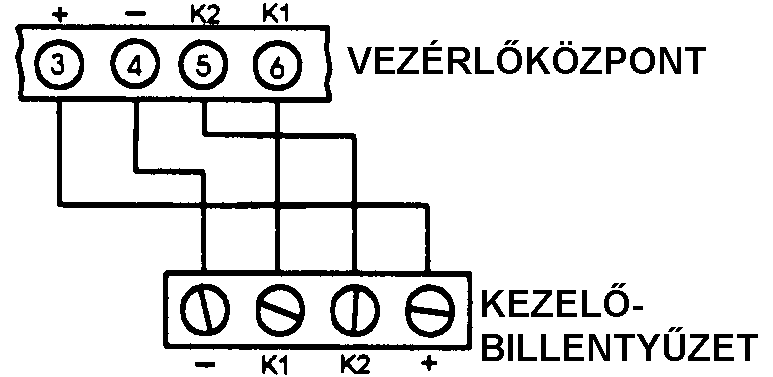 + − K2 K1
3 4 5 6
VEZÉRLŐKÖZPONT
KEZELŐ-
BILLENTYŰZET
− K1 K2 +